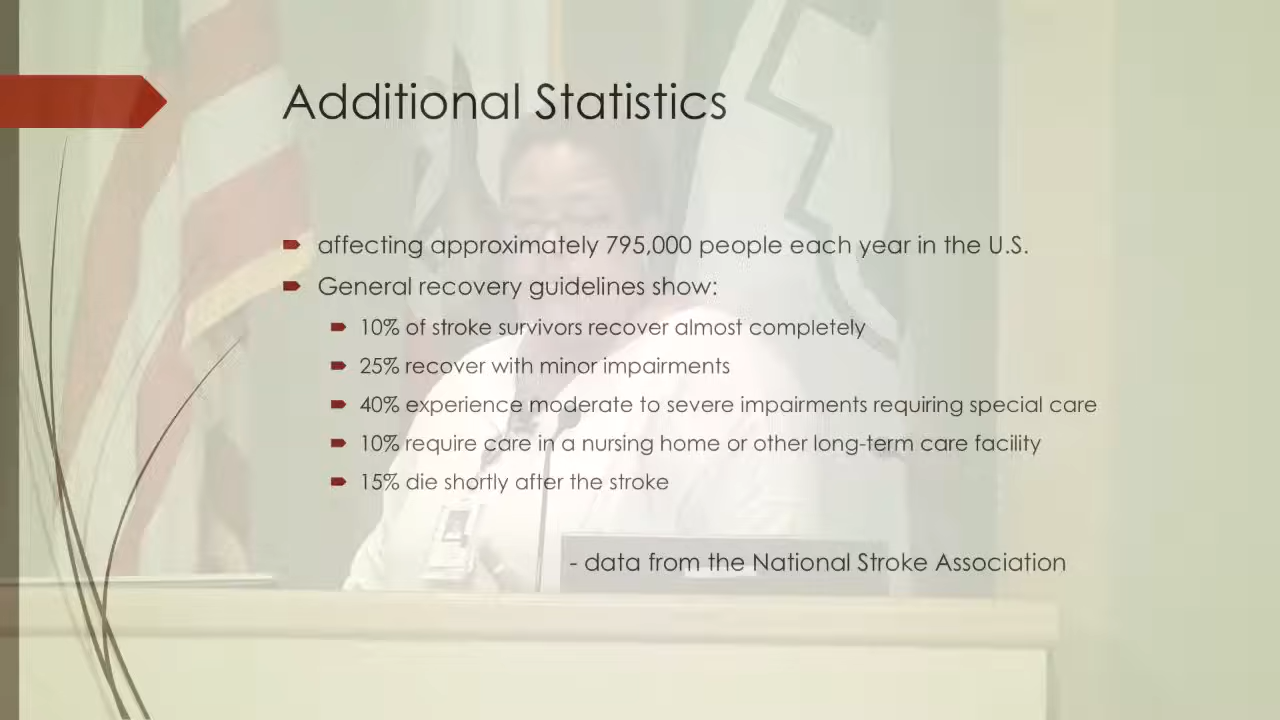 Additional Statistics
affecting approximately 795,000 people each year in the U.S.
General recovery guidelines show:
10% of stroke survivors recover almost completely
25% recover with minor impairments
40% experience moderate to severe impairments requiring special care
10% require care in a nursing home or other long-term care facility
15% die shortly after the stroke
- data from the National Stroke Association